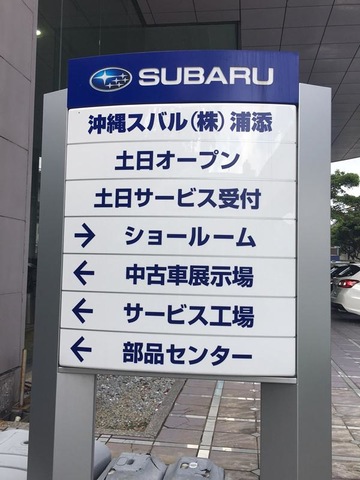 SUBARU
沖縄スバル(株)浦添
土日オープン
土日サービス受付
→ ショールーム
← 中古車展示場
← サービス工場
← 部品センター